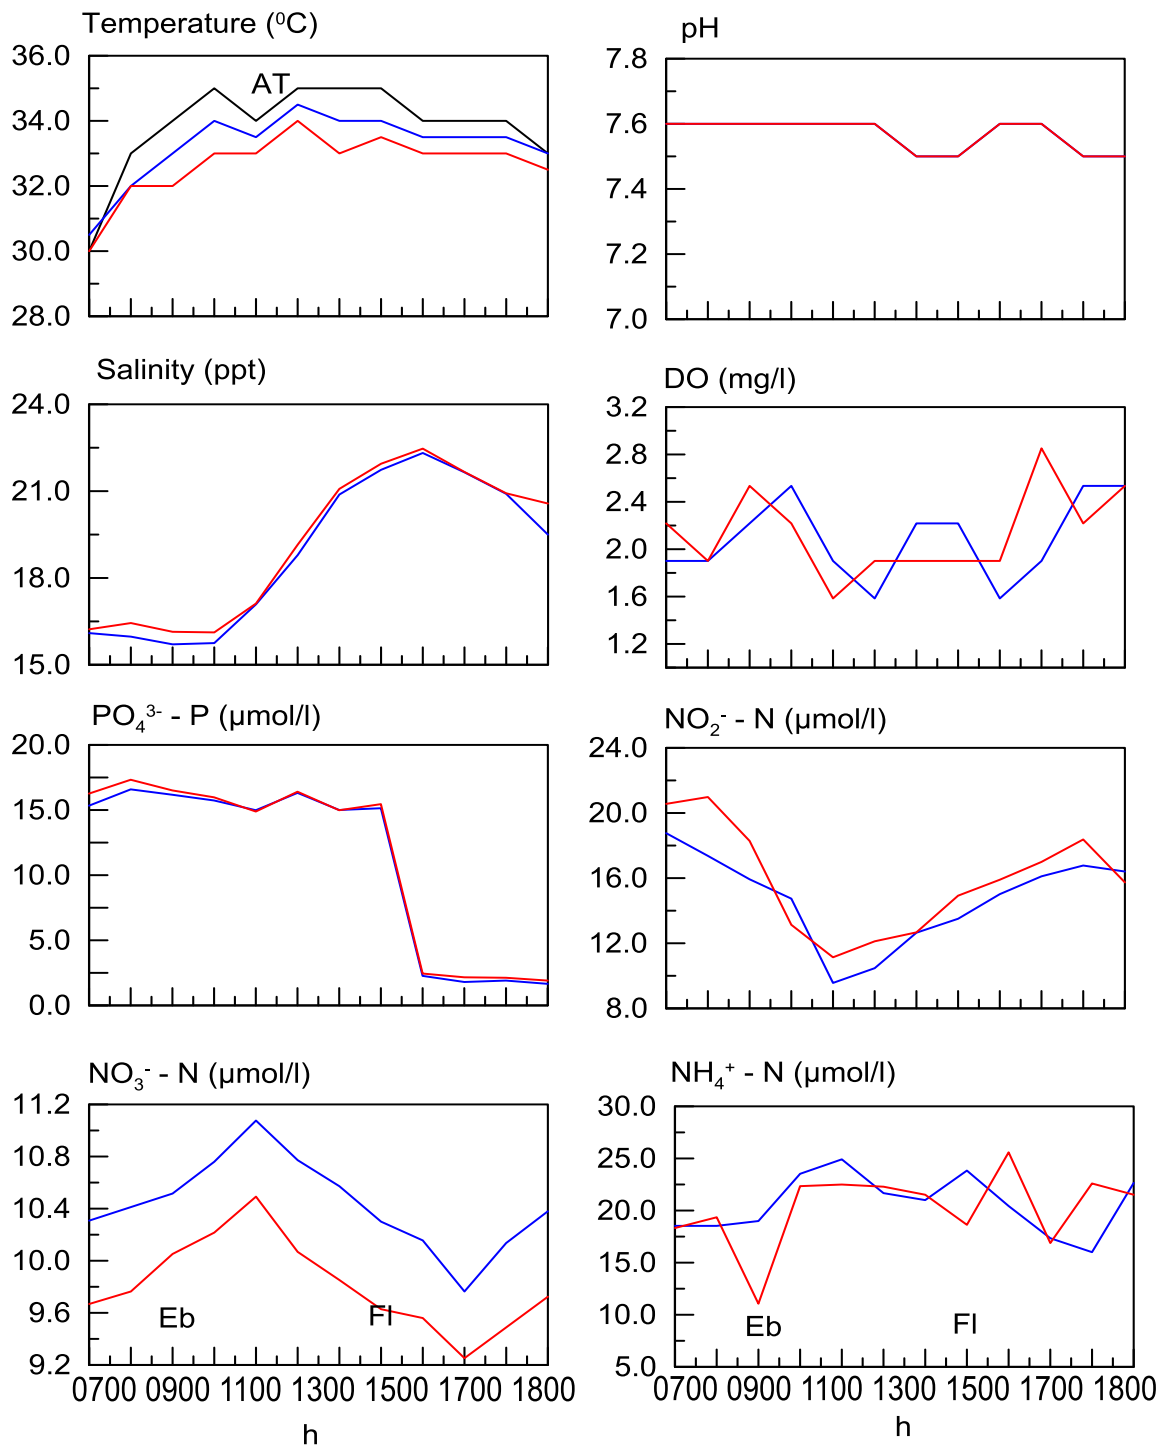 Temperature (⁰C)
36.0
34.0
32.0
30.0
28.0
AT
pH
7.8
7.6
7.4
7.2
7.0
Salinity (ppt)
24.0
21.0
18.0
15.0
DO (mg/l)
3.2
2.8
2.4
2.0
1.6
1.2
PO₄³⁻ - P (µmol/l)
20.0
15.0
10.0
5.0
0.0
NO₂⁻ - N (µmol/l)
24.0
20.0
16.0
12.0
8.0
NO₃⁻ - N (µmol/l)
11.2
10.8
10.4
10.0
9.6
9.2
Eb Fl
0700 0900 1100 1300 1500 1700 1800
h
NH₄⁺ - N (µmol/l)
30.0
25.0
20.0
15.0
10.0
5.0
Eb Fl
0700 0900 1100 1300 1500 1700 1800
h